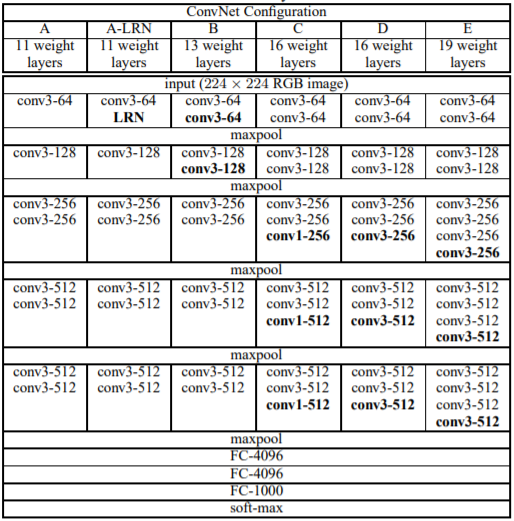 ConvNet Configuration
A A-LRN B C D E
11 weight 11 weight 13 weight 16 weight 16 weight 19 weight
layers layers layers layers layers layers
input (224 × 224 RGB image)
conv3-64 conv3-64 conv3-64 conv3-64 conv3-64 conv3-64
LRN conv3-64 conv3-64 conv3-64 conv3-64
maxpool
conv3-128 conv3-128 conv3-128 conv3-128 conv3-128 conv3-128
conv3-128 conv3-128 conv3-128 conv3-128
maxpool
conv3-256 conv3-256 conv3-256 conv3-256 conv3-256 conv3-256
conv3-256 conv3-256 conv3-256 conv3-256 conv3-256 conv3-256
conv1-256 conv3-256 conv3-256
conv3-256
maxpool
conv3-512 conv3-512 conv3-512 conv3-512 conv3-512 conv3-512
conv3-512 conv3-512 conv3-512 conv3-512 conv3-512 conv3-512
conv1-512 conv3-512 conv3-512
conv3-512
maxpool
conv3-512 conv3-512 conv3-512 conv3-512 conv3-512 conv3-512
conv3-512 conv3-512 conv3-512 conv3-512 conv3-512 conv3-512
conv1-512 conv3-512 conv3-512
conv3-512
maxpool
FC-4096
FC-4096
FC-1000
soft-max